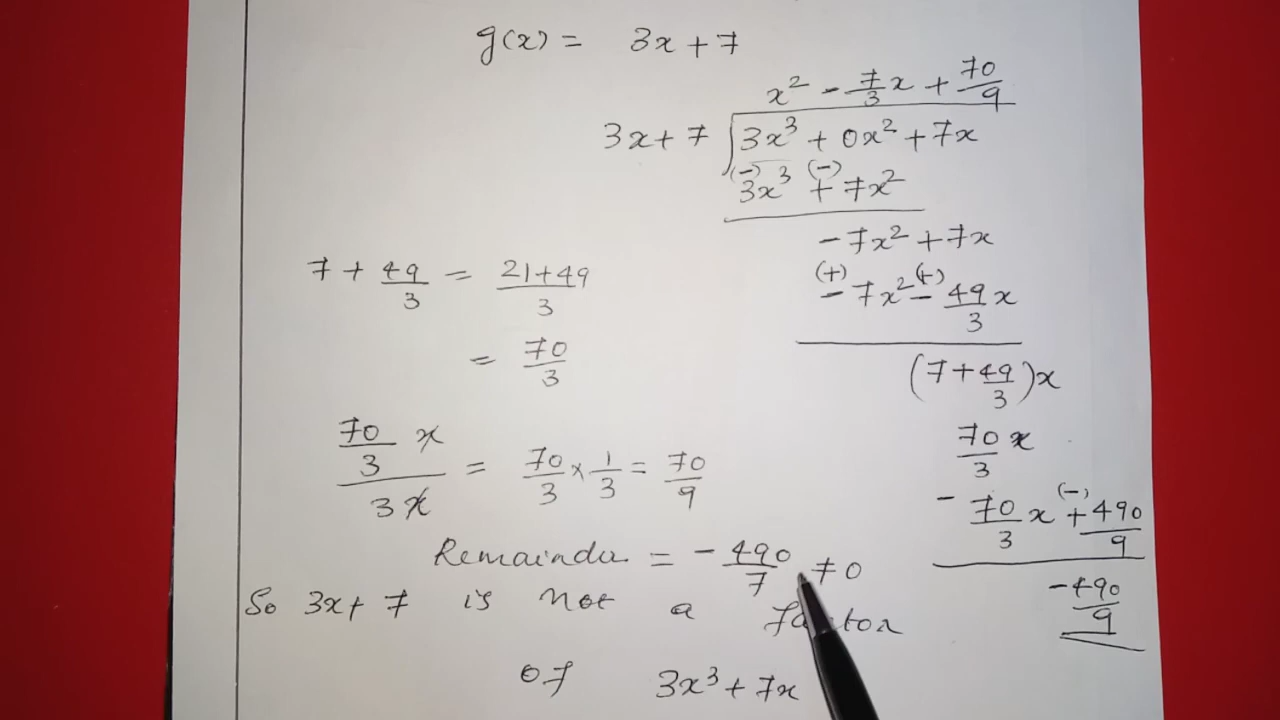 g(x) = 3x + 7
x² - 7/3 x + 70/9
3x + 7 3x³ + 0x² + 7x
(-) (-)
3x³ + 7x²
- 7x² + 7x
(+) (+)
- 7x² - 49/3 x
(7 + 49/3)x
70/3 x
(-)
- 70/3 x + 490/9
-490/9
7 + 49/3 = 21+49/3
= 70/3
70/3 x / 3x = 70/3 × 1/3 = 70/9
Remainder = - 490/7 ≠ 0
So 3x + 7 is not a factor
of 3x³ + 7x